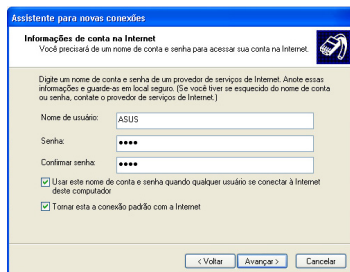 Assistente para novas conexões
Informações de conta na Internet
Você precisará de um nome de conta e senha para acessar sua conta na Internet.
Digite um nome de conta e senha de um provedor de serviços de Internet. Anote essas
informações e guarde-as em local seguro. (Se você tiver se esquecido do nome de conta
ou senha, contate o provedor de serviços de Internet.)
Nome de usuário: ASUS
Senha: ••••
Confirmar senha: ••••
Usar este nome de conta e senha quando qualquer usuário se conectar à Internet
deste computador
Tornar esta a conexão padrão com a Internet
< Voltar Avançar > Cancelar